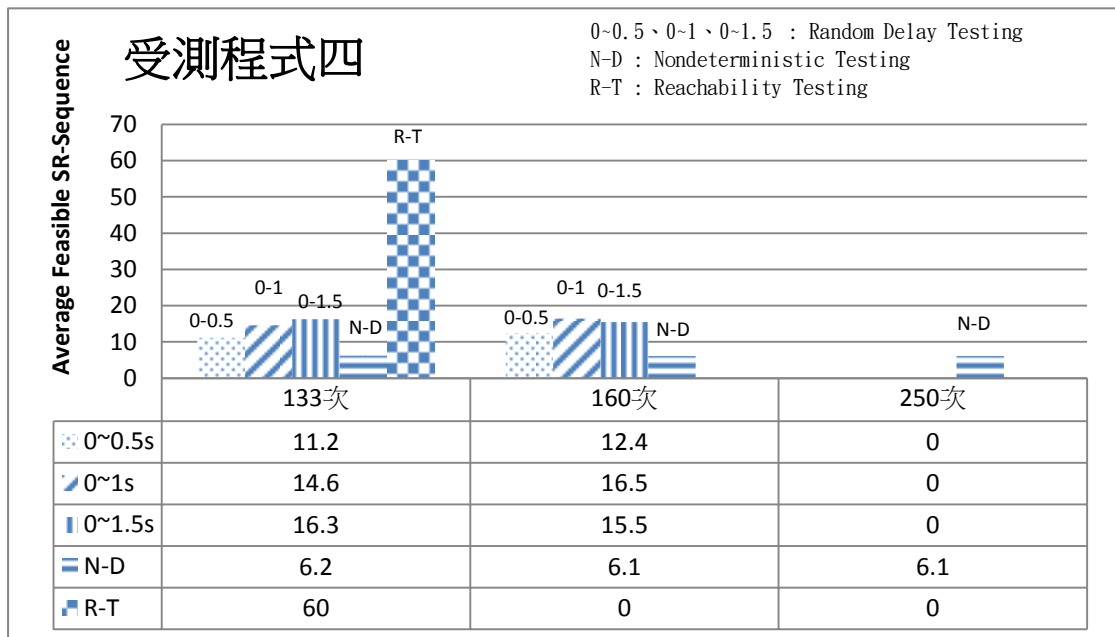 受測程式四
0~0.5、0~1、0~1.5 : Random Delay Testing
N-D : Nondeterministic Testing
R-T : Reachability Testing
Average Feasible SR-Sequence
70
60
50
40
30
20
10
0
0-0.5
0-1
0-1.5
N-D
R-T
0-0.5
0-1
0-1.5
N-D
N-D
133次 160次 250次
0~0.5s 11.2 12.4 0
0~1s 14.6 16.5 0
0~1.5s 16.3 15.5 0
N-D 6.2 6.1 6.1
R-T 60 0 0